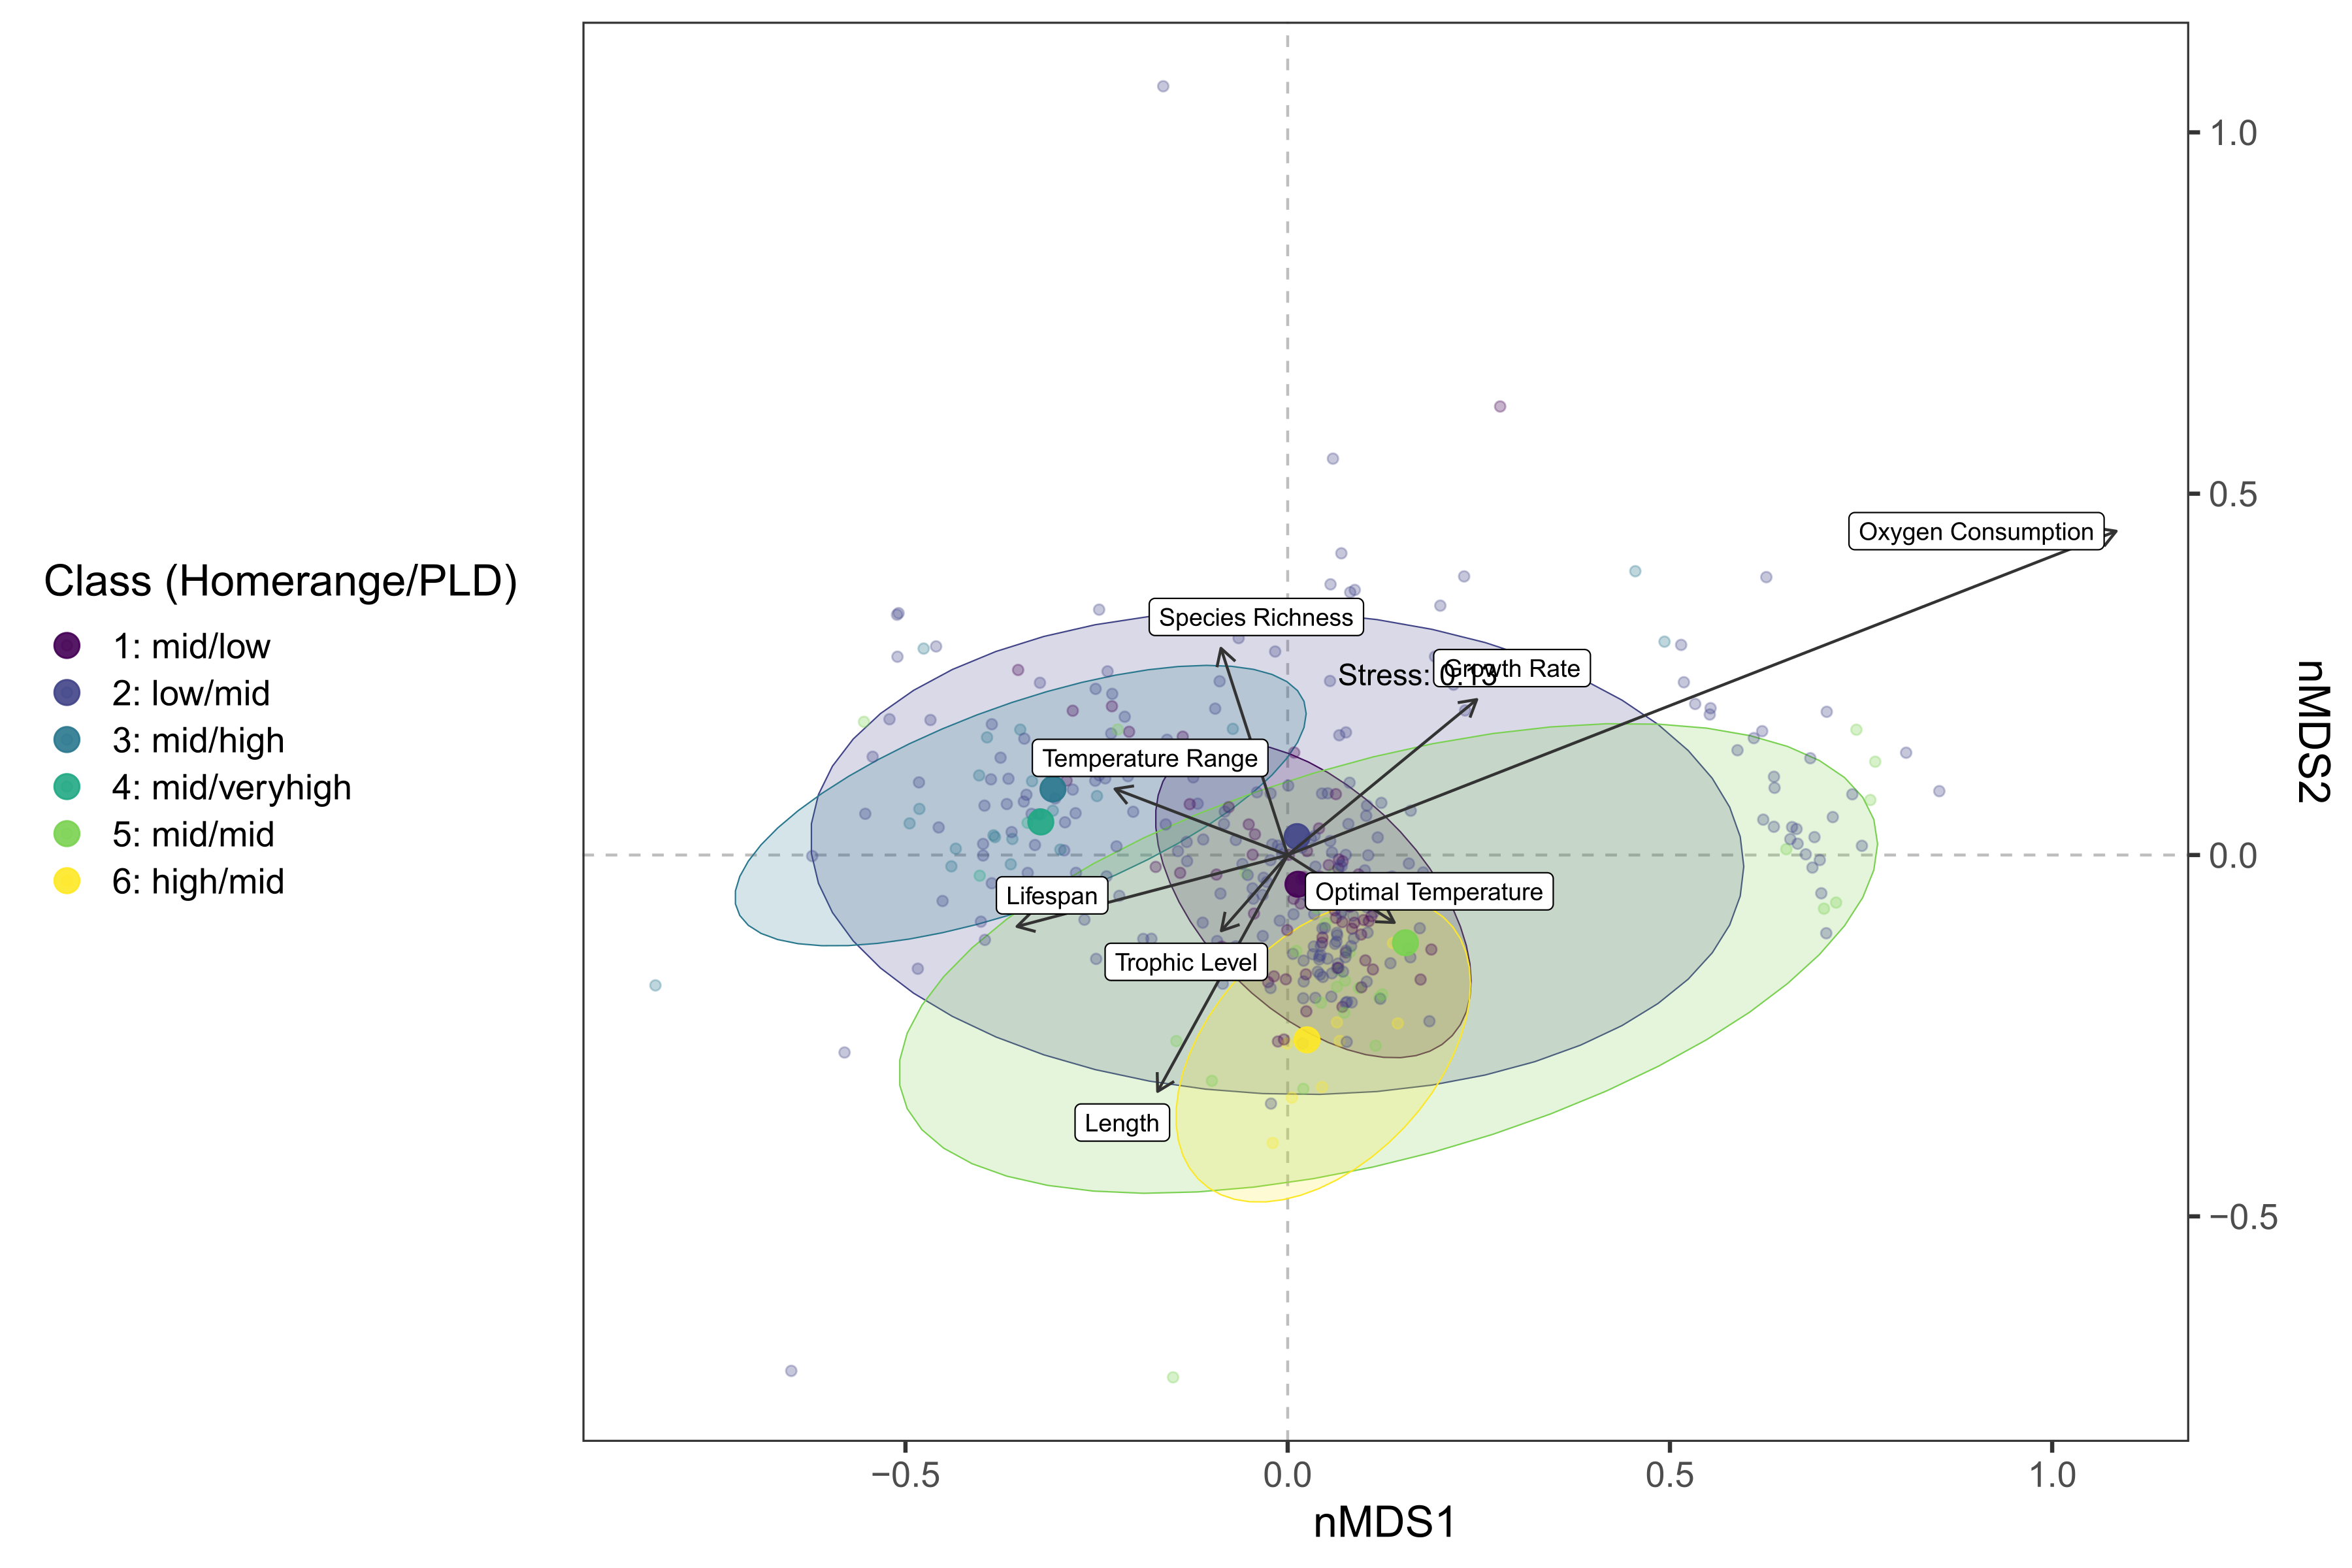 Class (Homerange/PLD)
1: mid/low
2: low/mid
3: mid/high
4: mid/veryhigh
5: mid/mid
6: high/mid
Oxygen Consumption
Species Richness
Growth Rate
Stress: 0.13
Temperature Range
Lifespan
Optimal Temperature
Trophic Level
Length
1.0
0.5
0.0
−0.5
nMDS2
−0.5
0.0
0.5
1.0
nMDS1